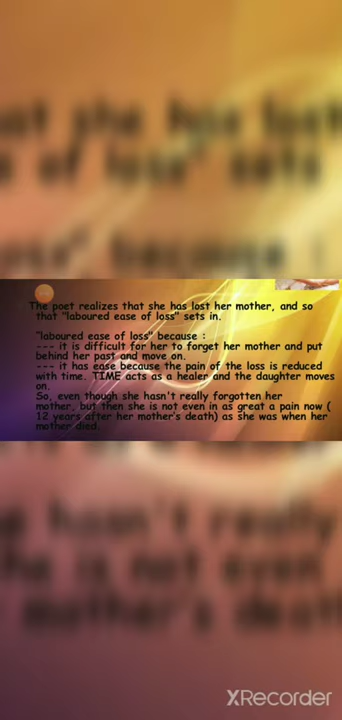 The poet realizes that she has lost her mother, and so
that "laboured ease of loss" sets in.
"laboured ease of loss" because :
--- it is difficult for her to forget her mother and put
behind her past and move on.
--- it has ease because the pain of the loss is reduced
with time. TIME acts as a healer and the daughter moves
on.
So, even though she hasn't really forgotten her
mother, but then she is not even in as great a pain now (
12 years after her mother's death) as she was when her
mother died.
XRecorder